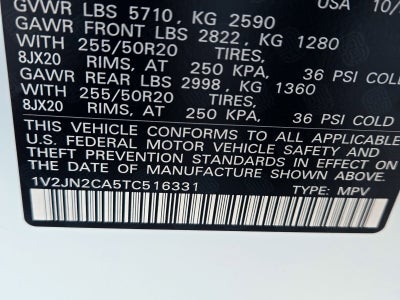 GVWR LBS 5710, KG 2590 USA 10/
GAWR FRONT LBS 2822, KG 1280
WITH 255/50R20 TIRES,
8JX20 RIMS, AT 250 KPA, 36 PSI COLD
GAWR REAR LBS 2998, KG 1360
WITH 255/50R20 TIRES,
8JX20 RIMS, AT 250 KPA, 36 PSI COLD
THIS VEHICLE CONFORMS TO ALL APPLICABLE
U.S. FEDERAL MOTOR VEHICLE SAFETY AND
THEFT PREVENTION STANDARDS IN EFFECT ON
THE DATE OF MANUFACTURE SHOWN ABOVE.
1V2JN2CA5TC516331 TYPE: MPV